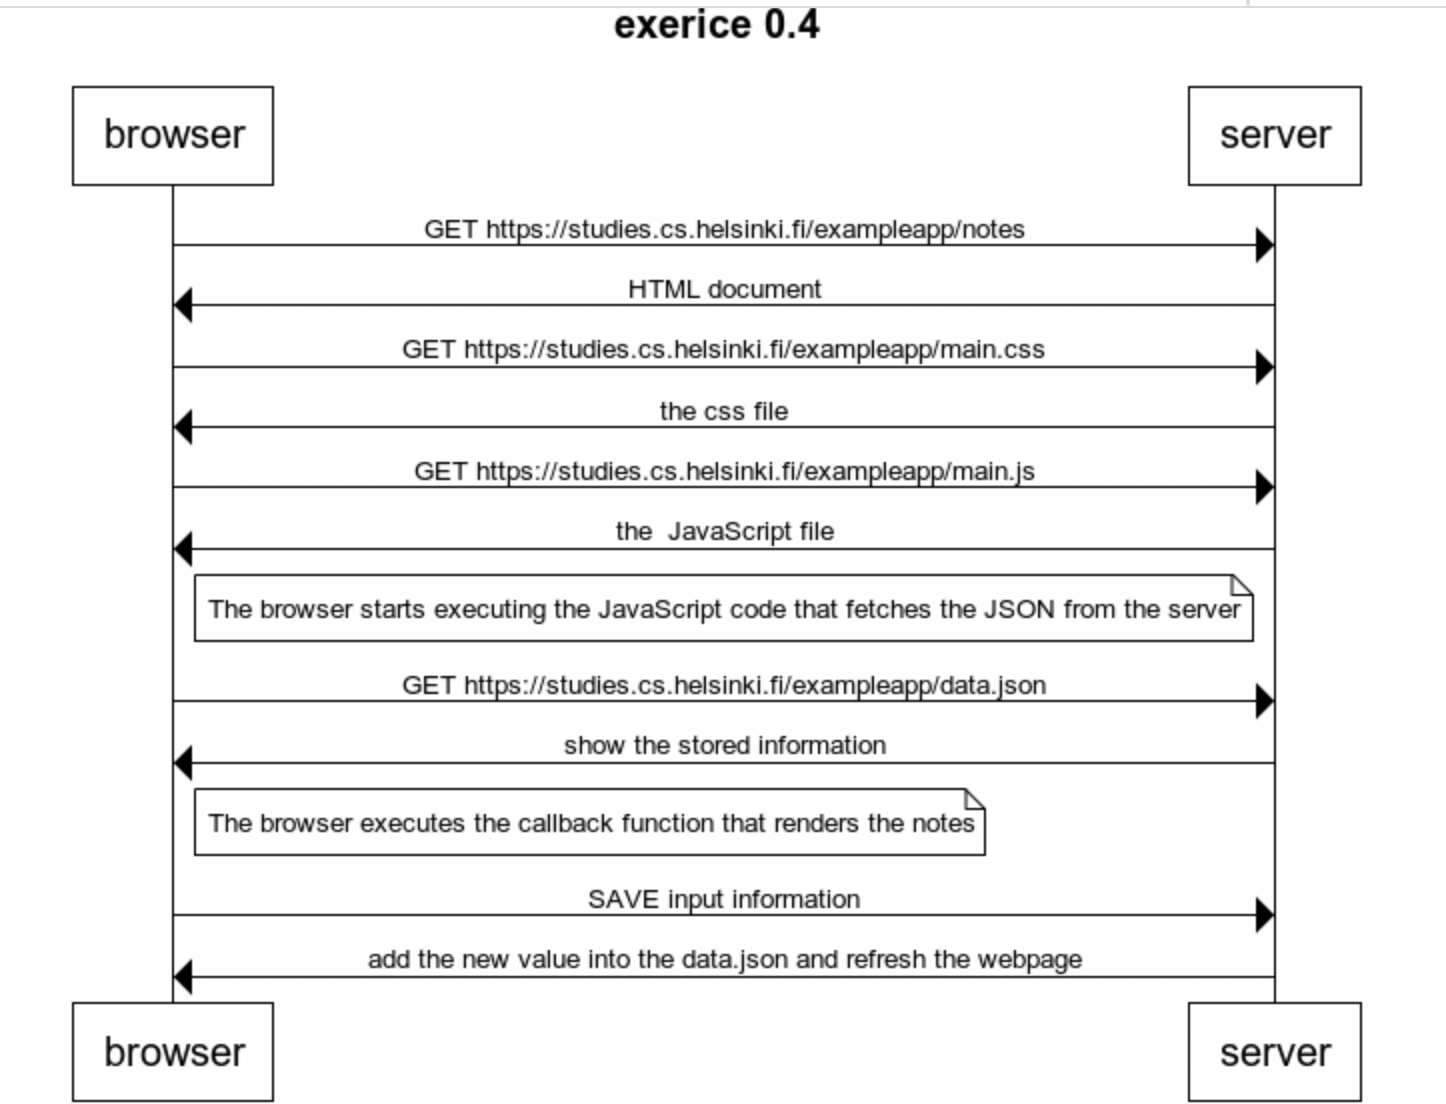 exerice 0.4
browser
server
GET https://studies.cs.helsinki.fi/exampleapp/notes
HTML document
GET https://studies.cs.helsinki.fi/exampleapp/main.css
the css file
GET https://studies.cs.helsinki.fi/exampleapp/main.js
the  JavaScript file
The browser starts executing the JavaScript code that fetches the JSON from the server
GET https://studies.cs.helsinki.fi/exampleapp/data.json
show the stored information
The browser executes the callback function that renders the notes
SAVE input information
add the new value into the data.json and refresh the webpage
browser
server